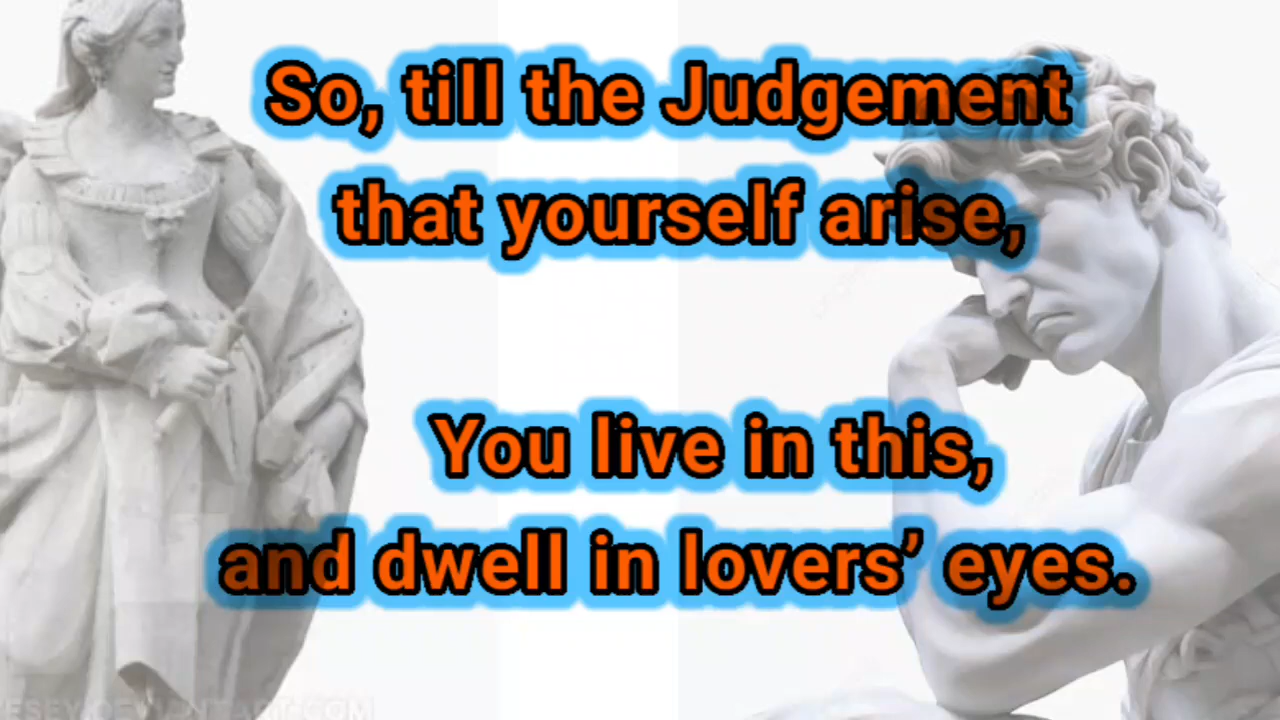 So, till the Judgement
that yourself arise,
You live in this,
and dwell in lovers’ eyes.